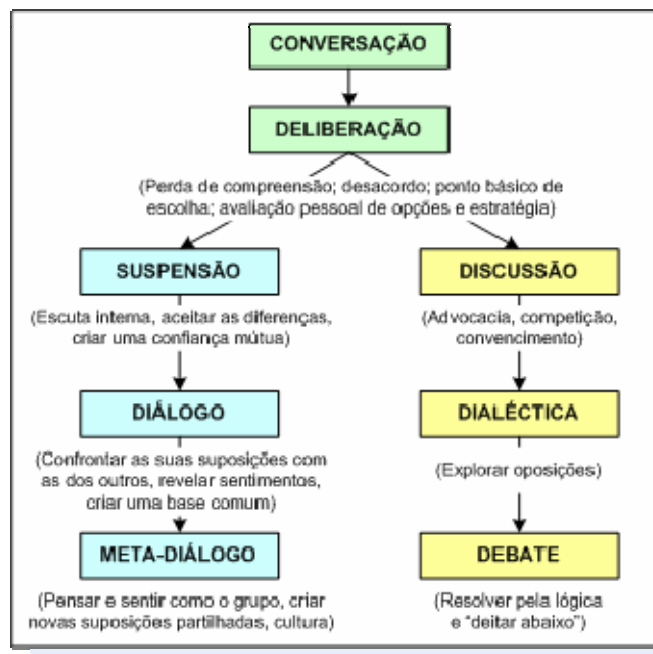 CONVERSAÇÃO
DELIBERAÇÃO
(Perda de compreensão; desacordo; ponto básico de
escolha; avaliação pessoal de opções e estratégia)
SUSPENSÃO
(Escuta interna, aceitar as diferenças,
criar uma confiança mútua)
DIÁLOGO
(Confrontar as suas suposições com
as dos outros, revelar sentimentos,
criar uma base comum)
META-DIÁLOGO
(Pensar e sentir como o grupo, criar
novas suposições partilhadas, cultura)
DISCUSSÃO
(Advocacia, competição,
convencimento)
DIALÉCTICA
(Explorar oposições)
DEBATE
(Resolver pela lógica
e “deitar abaixo”)